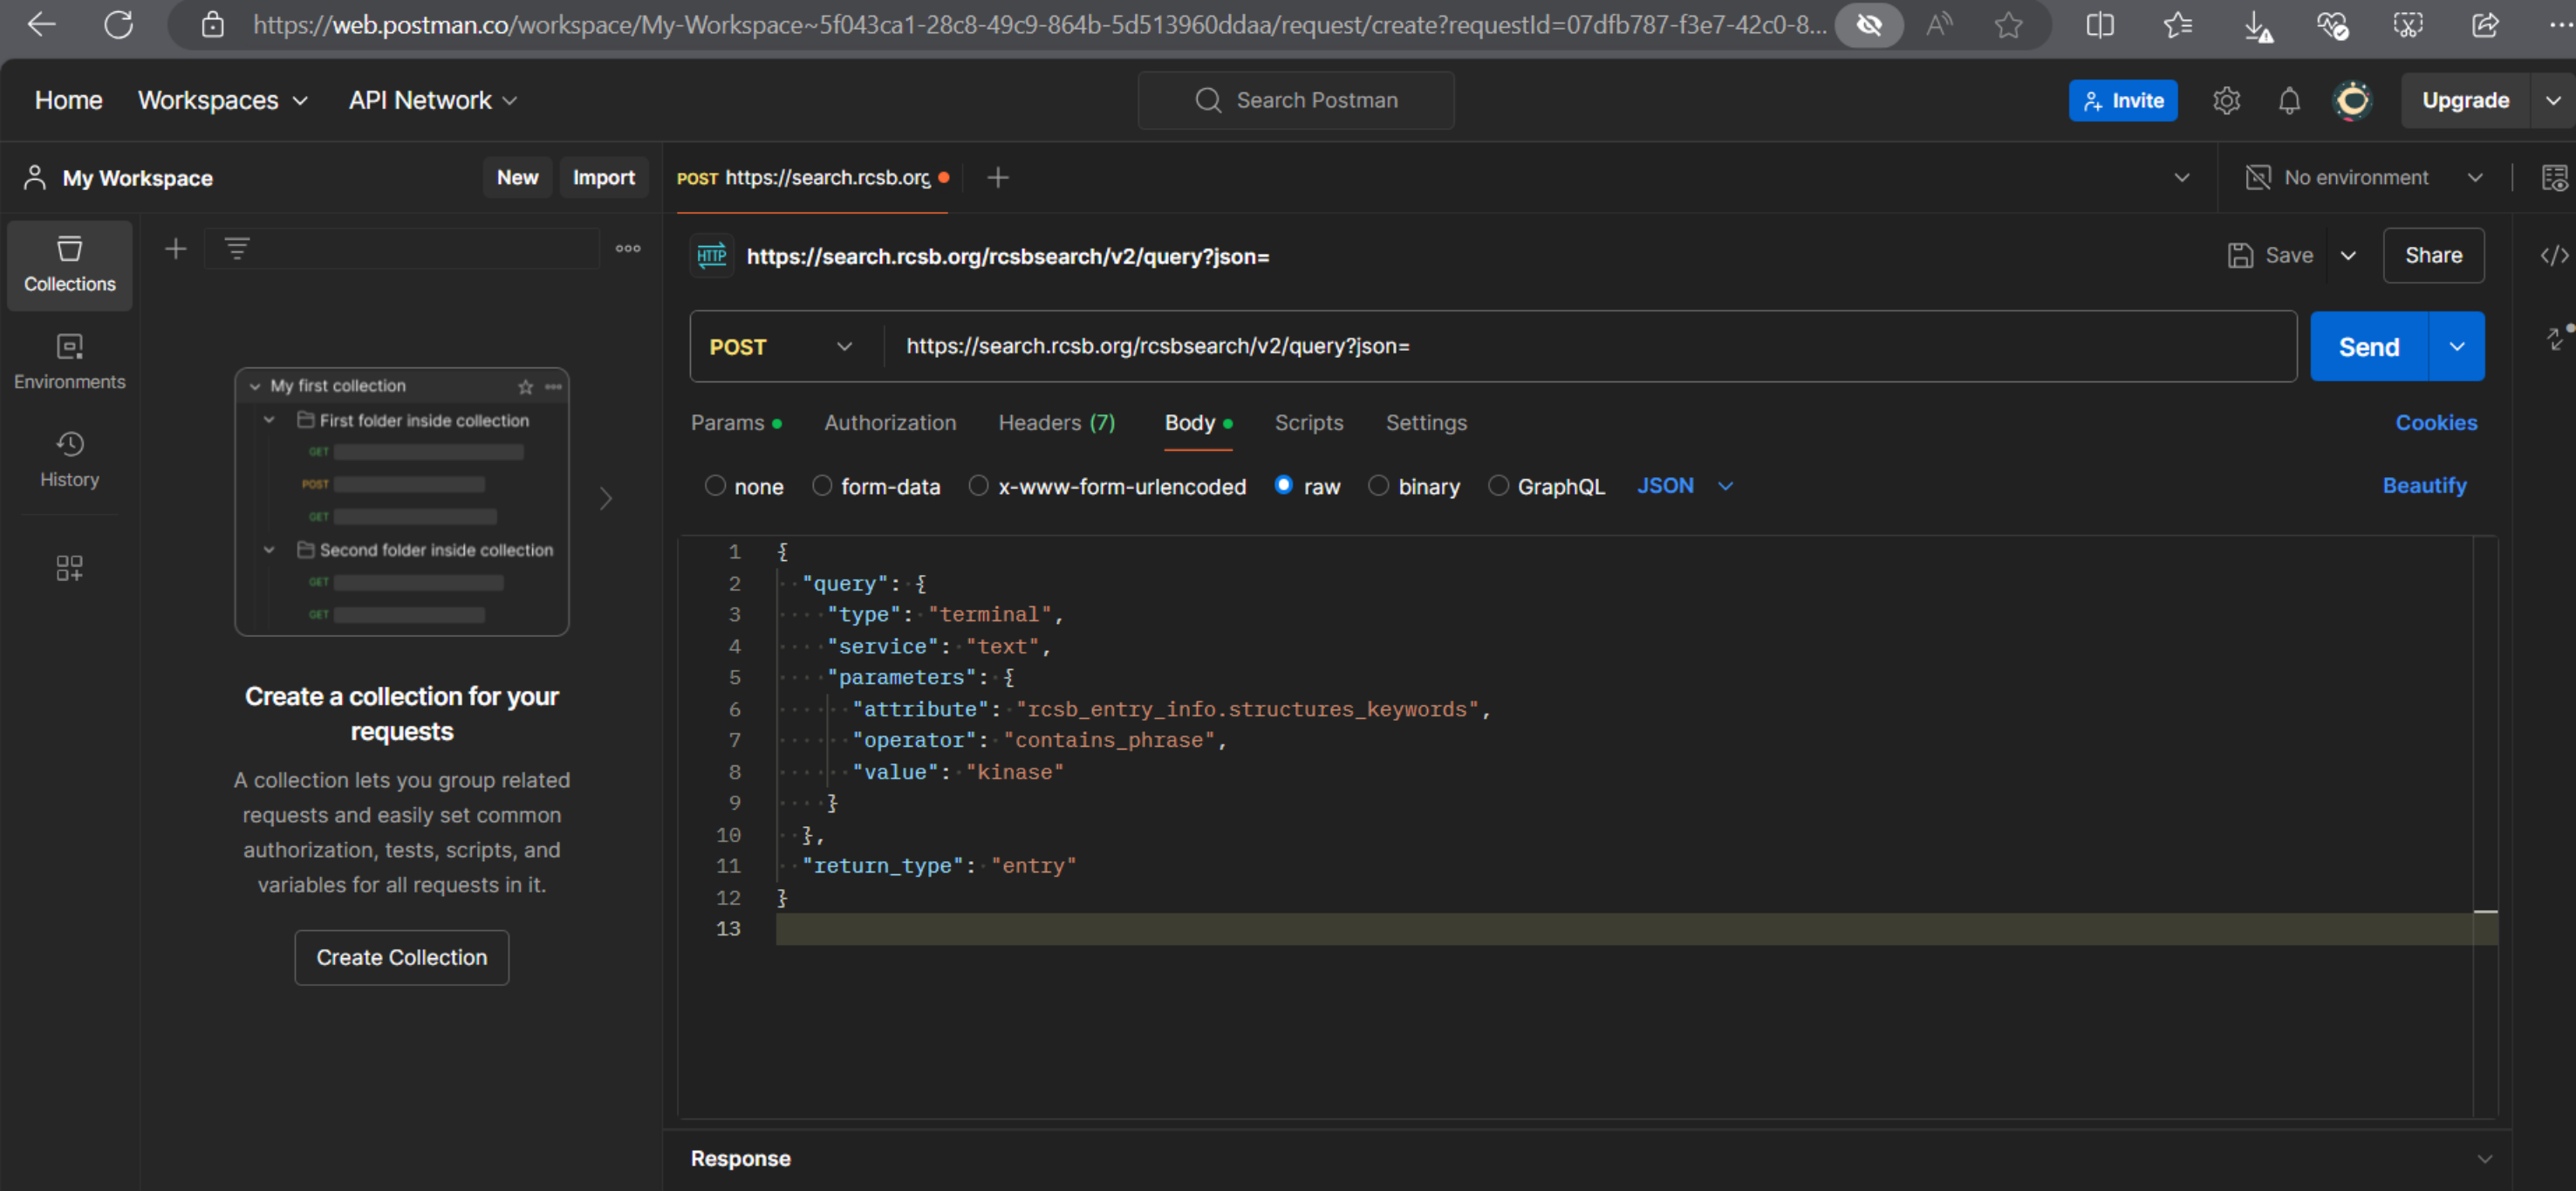 https://web.postman.co/workspace/My-Workspace~5f043ca1-28c8-49c9-864b-5d513960ddaa/request/create?requestId=07dfb787-f3e7-42c0-8...
Home Workspaces API Network Search Postman Invite Upgrade
My Workspace New Import POST https://search.rcsb.org No environment
Collections
Environments
History
My first collection
First folder inside collection
GET
POST
GET
Second folder inside collection
GET
GET
Create a collection for your
requests
A collection lets you group related
requests and easily set common
authorization, tests, scripts, and
variables for all requests in it.
Create Collection
HTTP https://search.rcsb.org/rcsbsearch/v2/query?json= Save Share
POST https://search.rcsb.org/rcsbsearch/v2/query?json= Send
Params Authorization Headers (7) Body Scripts Settings Cookies
none form-data x-www-form-urlencoded raw binary GraphQL JSON Beautify
1 {
2 "query": {
3 "type": "terminal",
4 "service": "text",
5 "parameters": {
6 "attribute": "rcsb_entry_info.structures_keywords",
7 "operator": "contains_phrase",
8 "value": "kinase"
9 }
10 },
11 "return_type": "entry"
12 }
13
Response